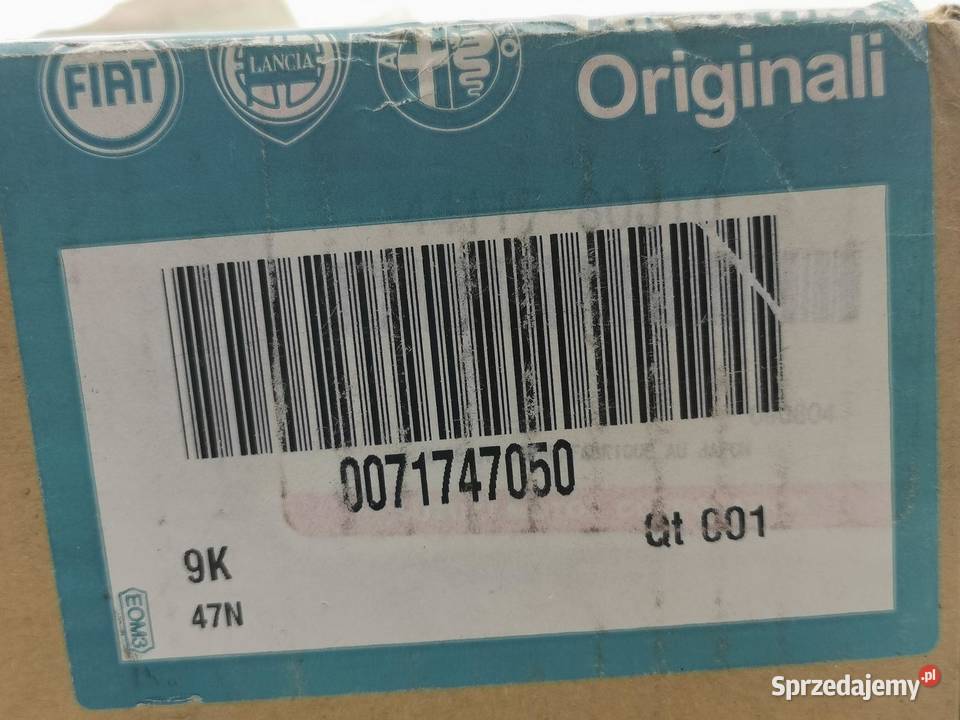 FIAT
LANCIA
Originali
0071747050
Qt 001
9K
47N
EOM3
Sprzedajemy.pl